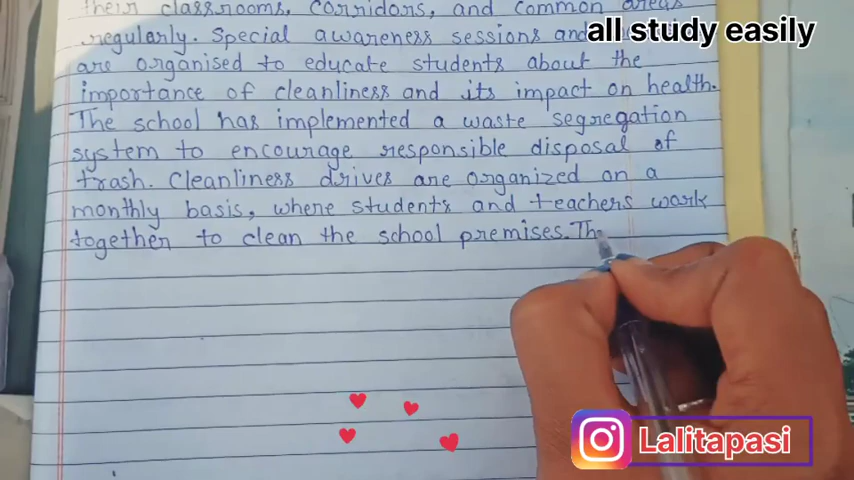 their classrooms, corridors, and common areas
regularly. Special awareness sessions and
all study easily
are organised to educate students about the
importance of cleanliness and its impact on health.
The school has implemented a waste segregation
system to encourage responsible disposal of
trash. Cleanliness drives are organized on a
monthly basis, where students and teachers work
together to clean the school premises. Th
Lalitapasi